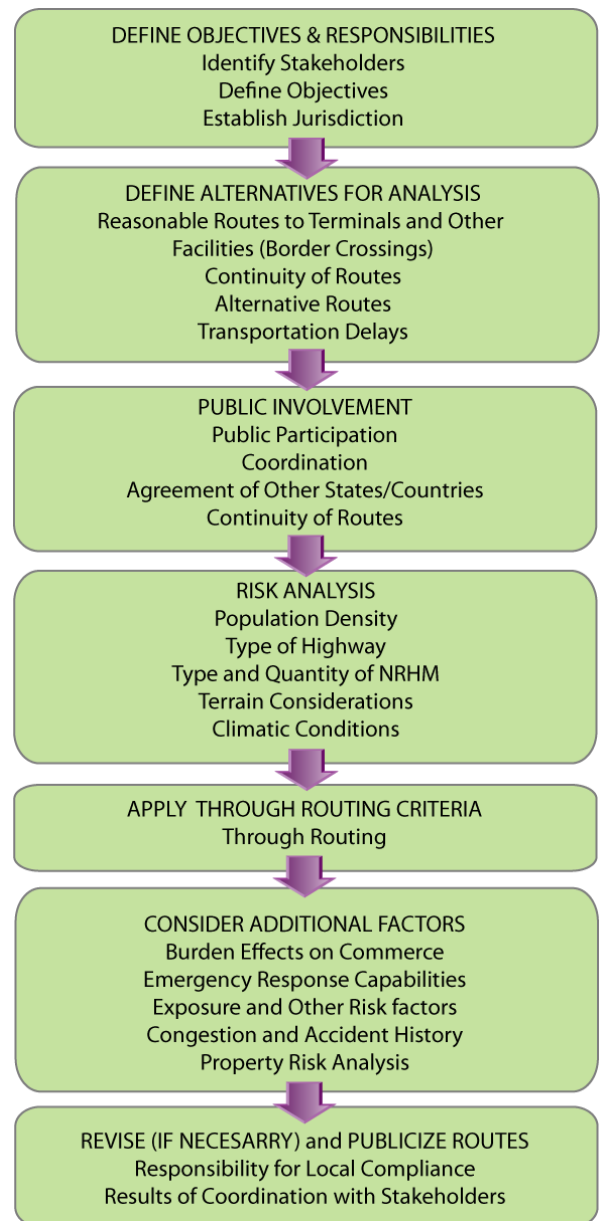 DEFINE OBJECTIVES & RESPONSIBILITIES
Identify Stakeholders
Define Objectives
Establish Jurisdiction
DEFINE ALTERNATIVES FOR ANALYSIS
Reasonable Routes to Terminals and Other
Facilities (Border Crossings)
Continuity of Routes
Alternative Routes
Transportation Delays
PUBLIC INVOLVEMENT
Public Participation
Coordination
Agreement of Other States/Countries
Continuity of Routes
RISK ANALYSIS
Population Density
Type of Highway
Type and Quantity of NRHM
Terrain Considerations
Climatic Conditions
APPLY THROUGH ROUTING CRITERIA
Through Routing
CONSIDER ADDITIONAL FACTORS
Burden Effects on Commerce
Emergency Response Capabilities
Exposure and Other Risk factors
Congestion and Accident History
Property Risk Analysis
REVISE (IF NECESARRY) and PUBLICIZE ROUTES
Responsibility for Local Compliance
Results of Coordination with Stakeholders